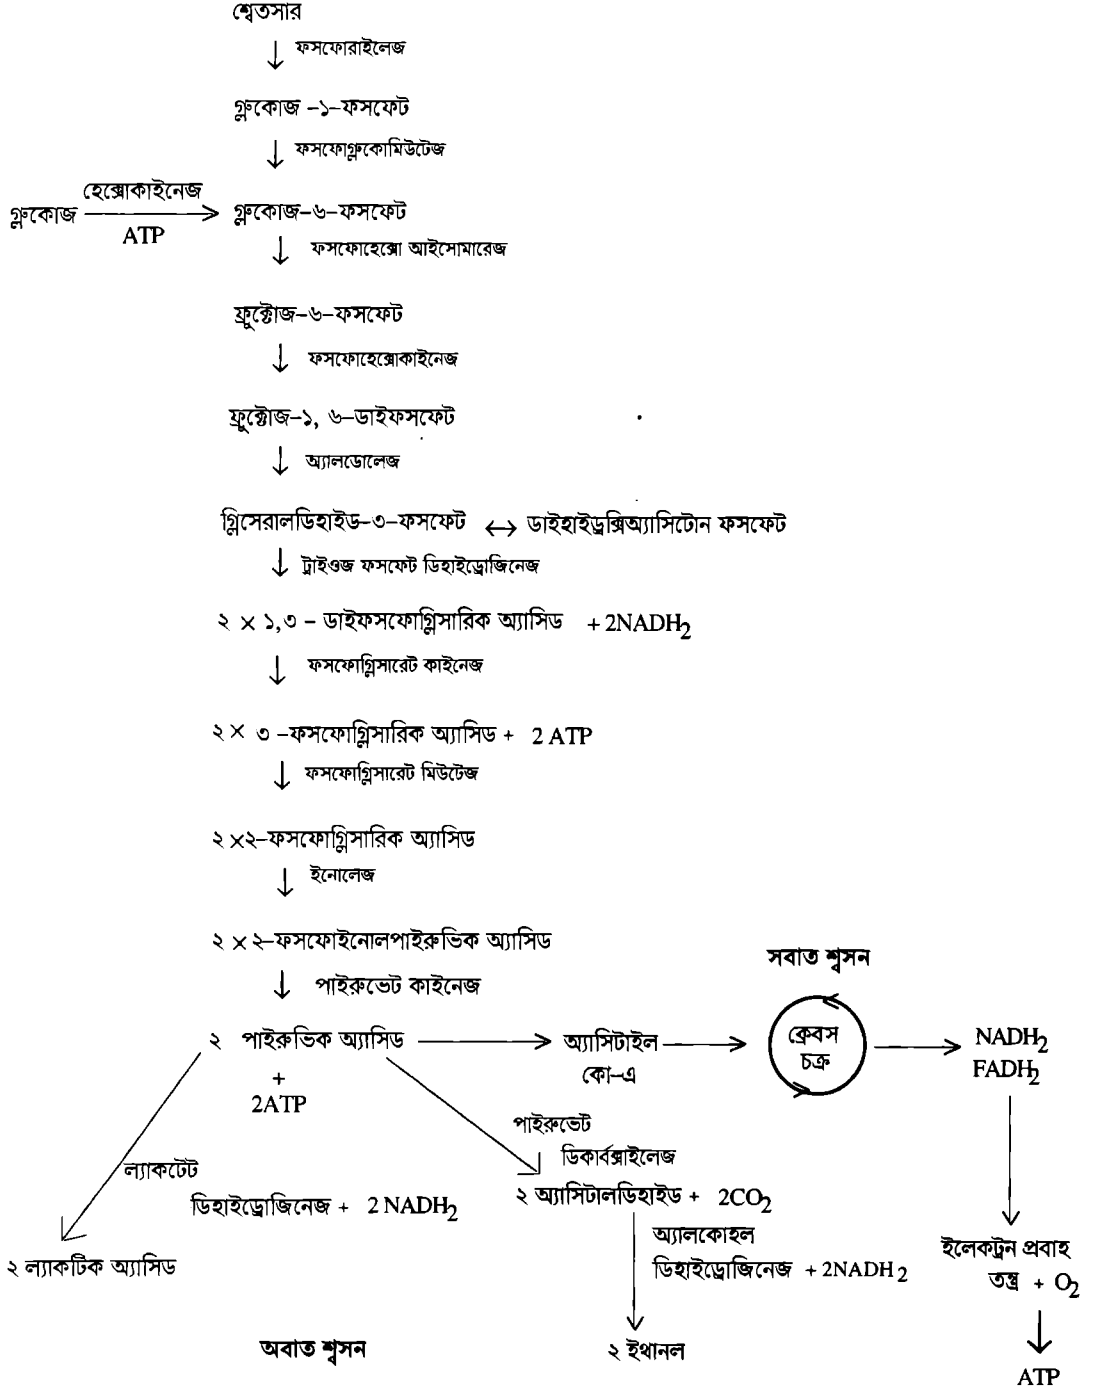 শ্বেতসার
↓ ফসফোরাইলেজ
গ্লুকোজ –১–ফসফেট
↓ ফসফোগ্লুকোমিউটেজ
হেক্সোকাইনেজ
গ্লুকোজ → গ্লুকোজ–৬–ফসফেট
ATP
↓ ফসফোহেক্সো আইসোমারেজ
ফ্রুক্টোজ–৬–ফসফেট
↓ ফসফোহেক্সোকাইনেজ
ফ্রুক্টোজ–১, ৬–ডাইফসফেট
↓ অ্যালডোলেজ
গ্লিসেরালডিহাইড–৩–ফসফেট ↔ ডাইহাইড্রক্সিঅ্যাসিটোন ফসফেট
↓ ট্রাইওজ ফসফেট ডিহাইড্রোজিনেজ
২ × ১,৩ – ডাইফসফোগ্লিসারিক অ্যাসিড + 2NADH₂
↓ ফসফোগ্লিসারেট কাইনেজ
২ × ৩ –ফসফোগ্লিসারিক অ্যাসিড + 2 ATP
↓ ফসফোগ্লিসারেট মিউটেজ
২ ×২–ফসফোগ্লিসারিক অ্যাসিড
↓ ইনোলেজ
২ ×২–ফসফোইনোলপাইরুভিক অ্যাসিড
সবাত শ্বসন
↓ পাইরুভেট কাইনেজ
২ পাইরুভিক অ্যাসিড → অ্যাসিটাইল → ক্রেবস → NADH₂
+ কো–এ চক্র FADH₂
2ATP
পাইরুভেট
ডিকার্বক্সাইলেজ
ল্যাকটেট
ডিহাইড্রোজিনেজ + 2 NADH₂
২ অ্যাসিটালডিহাইড + 2CO₂
অ্যালকোহল
ডিহাইড্রোজিনেজ + 2NADH₂
ইলেকট্রন প্রবাহ
তন্ত্র + O₂
২ ল্যাকটিক অ্যাসিড
অবাত শ্বসন
২ ইথানল
ATP